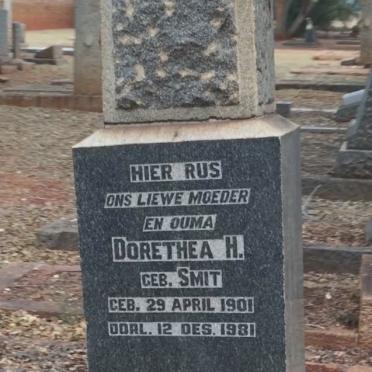 HIER RUS
ONS LIEWE MOEDER
EN OUMA
DORETHEA H.
GEB. SMIT
GEB. 29 APRIL 1901
OORL. 12 DES. 1981